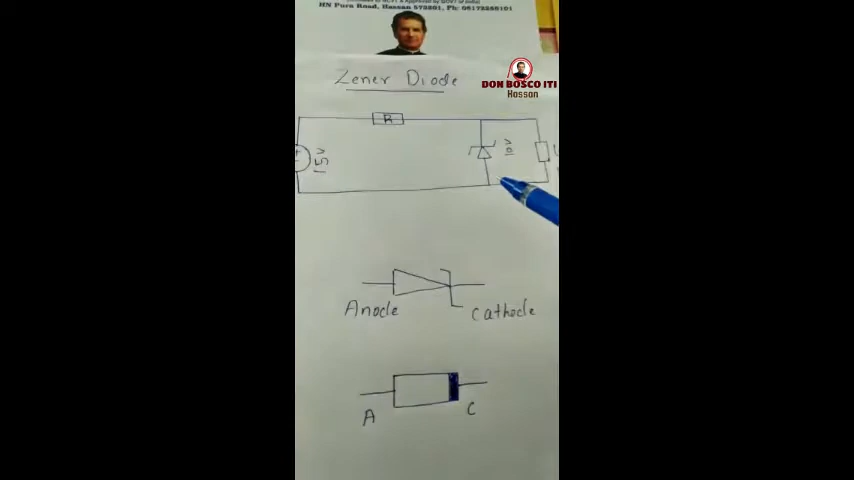 HN Pura Road, Hassan 573201, Ph: 08172268101
Zener Diode
DON BOSCO ITI
Hassan
R
15V
10V
Anode
Cathode
A
C